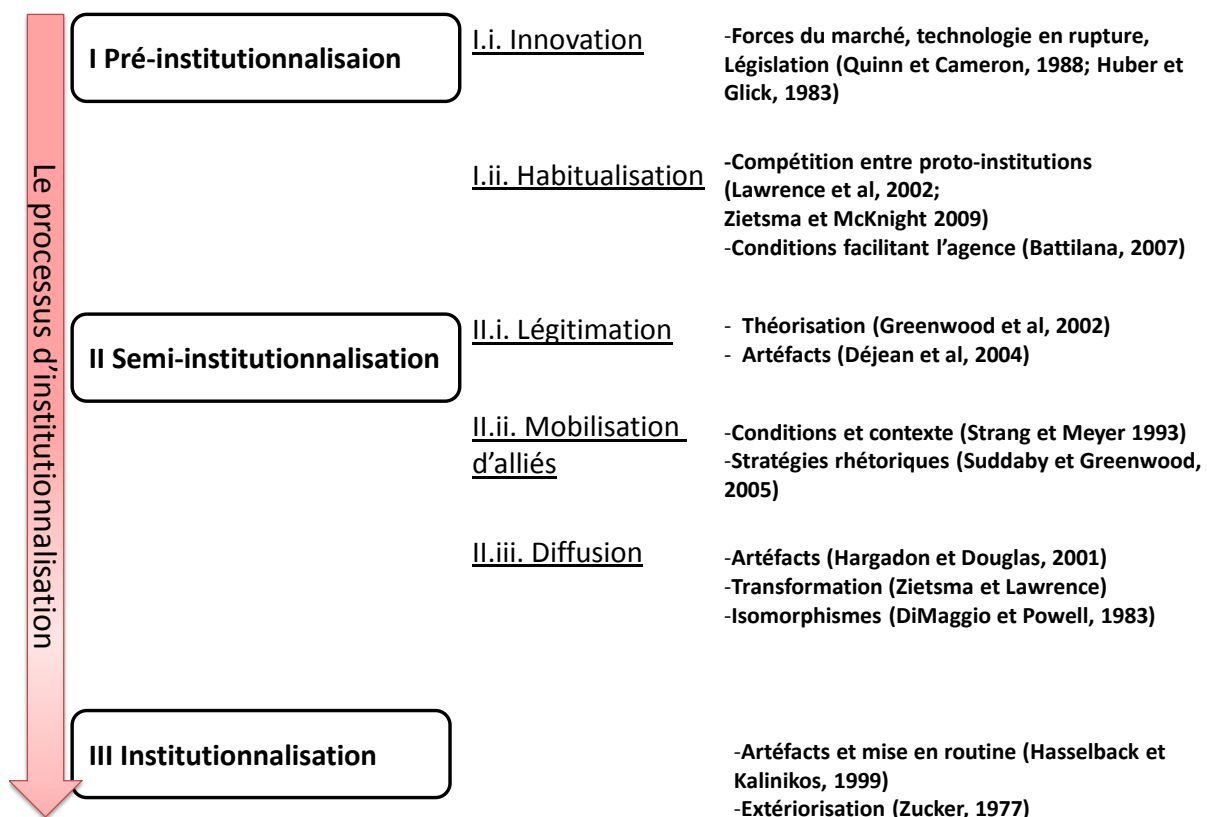 Le processus d'institutionnalisation
I Pré-institutionnalisaion
I.i. Innovation
-Forces du marché, technologie en rupture,
Législation (Quinn et Cameron, 1988; Huber et
Glick, 1983)
I.ii. Habitualisation
-Compétition entre proto-institutions
(Lawrence et al, 2002;
Zietsma et McKnight 2009)
-Conditions facilitant l'agence (Battilana, 2007)
II Semi-institutionnalisation
II.i. Légitimation
- Théorisation (Greenwood et al, 2002)
- Artéfacts (Déjean et al, 2004)
II.ii. Mobilisation
d'alliés
-Conditions et contexte (Strang et Meyer 1993)
-Stratégies rhétoriques (Suddaby et Greenwood,
2005)
II.iii. Diffusion
-Artéfacts (Hargadon et Douglas, 2001)
-Transformation (Zietsma et Lawrence)
-Isomorphismes (DiMaggio et Powell, 1983)
III Institutionnalisation
-Artéfacts et mise en routine (Hasselback et
Kalinikos, 1999)
-Extériorisation (Zucker, 1977)